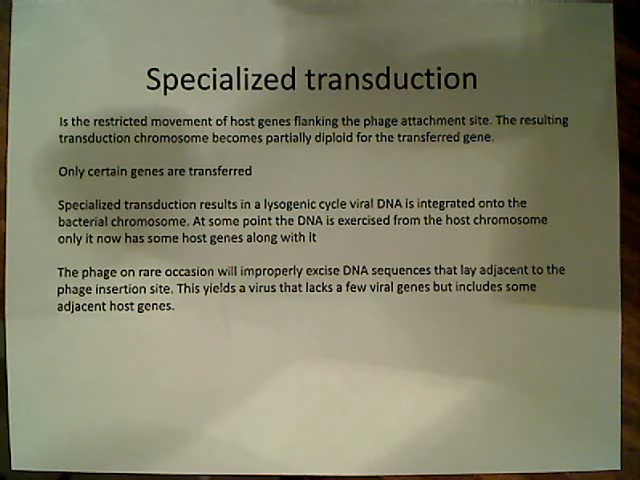 Specialized transduction
Is the restricted movement of host genes flanking the phage attachment site. The resulting
transduction chromosome becomes partially diploid for the transferred gene.
Only certain genes are transferred
Specialized transduction results in a lysogenic cycle viral DNA is integrated onto the
bacterial chromosome. At some point the DNA is exercised from the host chromosome
only it now has some host genes along with it
The phage on rare occasion will improperly excise DNA sequences that lay adjacent to the
phage insertion site. This yields a virus that lacks a few viral genes but includes some
adjacent host genes.